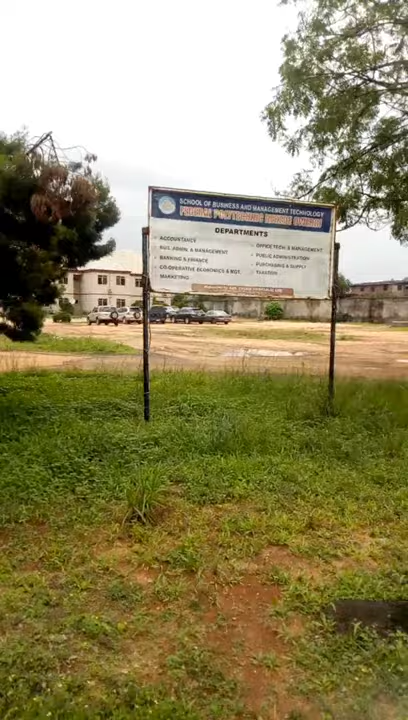 SCHOOL OF BUSINESS AND MANAGEMENT TECHNOLOGY
FEDERAL POLYTECHNIC
DEPARTMENTS
ACCOUNTANCY
BUS. ADMIN. & MANAGEMENT
BANKING & FINANCE
CO-OPERATIVE ECONOMICS & MGT.
MARKETING
OFFICE TECH. & MANAGEMENT
PUBLIC ADMINISTRATION
PURCHASING & SUPPLY
TAXATION